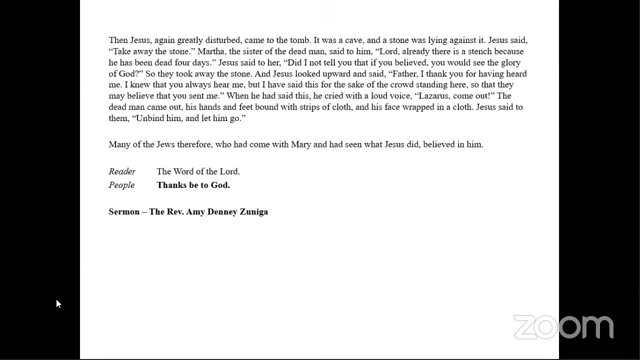 Then Jesus, again greatly disturbed, came to the tomb. It was a cave, and a stone was lying against it. Jesus said,
“Take away the stone.” Martha, the sister of the dead man, said to him, “Lord, already there is a stench because
he has been dead four days.” Jesus said to her, “Did I not tell you that if you believed, you would see the glory
of God?” So they took away the stone. And Jesus looked upward and said, “Father, I thank you for having heard
me. I knew that you always hear me, but I have said this for the sake of the crowd standing here, so that they
may believe that you sent me.” When he had said this, he cried with a loud voice, “Lazarus, come out!” The
dead man came out, his hands and feet bound with strips of cloth, and his face wrapped in a cloth. Jesus said to
them, “Unbind him, and let him go.”
Many of the Jews therefore, who had come with Mary and had seen what Jesus did, believed in him.
Reader The Word of the Lord.
People Thanks be to God.
Sermon – The Rev. Amy Denney Zuniga
zoom